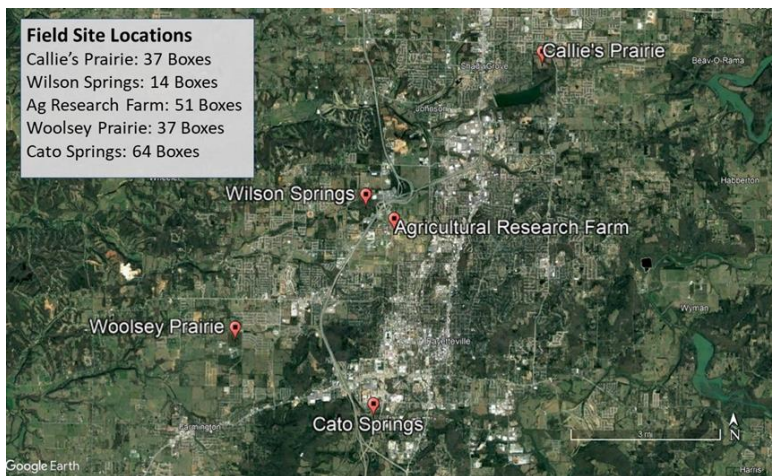 Field Site Locations
Callie's Prairie: 37 Boxes
Wilson Springs: 14 Boxes
Ag Research Farm: 51 Boxes
Woolsey Prairie: 37 Boxes
Cato Springs: 64 Boxes
Callie's Prairie
Beav-O-Rama
Johnson
Habberton
Wilson Springs
Agricultural Research Farm
Wyman
Woolsey Prairie
Fayetteville
Cato Springs
Farmington
3 mi
N
Google Earth
Harris